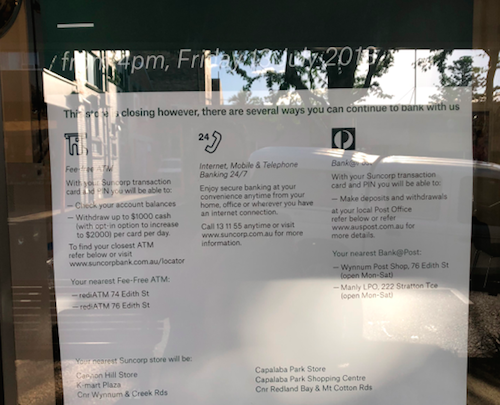 4pm, Friday July 2018
This store closing however, there are several ways you can continue to bank with us
Fee-free ATM
With your Suncorp transaction
card and PIN you will be able to:
— Check your account balances
— Withdraw up to $1000 cash
(with opt-in option to increase
to $2000) per card per day.
To find your closest ATM
refer below or visit
www.suncorpbank.com.au/locator
Your nearest Fee-Free ATM:
— rediATM 74 Edith St
— rediATM 76 Edith St
24
Internet, Mobile & Telephone
Banking 24/7
Enjoy secure banking at your
convenience anytime from your
home, office or wherever you have
an internet connection.
Call 13 11 55 anytime or visit
www.suncorp.com.au for more
information.
With your Suncorp transaction
card and PIN you will be able to:
— Make deposits and withdrawals
at your local Post Office
refer below or refer
www.auspost.com.au for
more details.
Your nearest Bank@Post:
— Wynnum Post Shop, 76 Edith St
(open Mon-Sat)
— Manly LPO, 222 Stratton Tce
(open Mon-Sat)
Your nearest Suncorp store will be:
Cannon Hill Store
K-mart Plaza
Cnr Wynnum & Creek Rds
Capalaba Park Store
Capalaba Park Shopping Centre
Cnr Redland Bay & Mt Cotton Rds